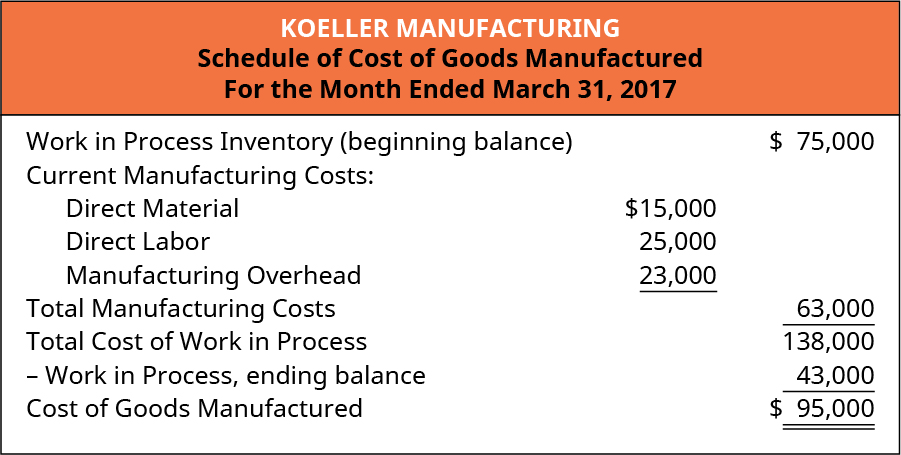 KOELLER MANUFACTURING
Schedule of Cost of Goods Manufactured
For the Month Ended March 31, 2017
Work in Process Inventory (beginning balance) $ 75,000
Current Manufacturing Costs:
Direct Material $15,000
Direct Labor 25,000
Manufacturing Overhead 23,000
Total Manufacturing Costs 63,000
Total Cost of Work in Process 138,000
– Work in Process, ending balance 43,000
Cost of Goods Manufactured $ 95,000